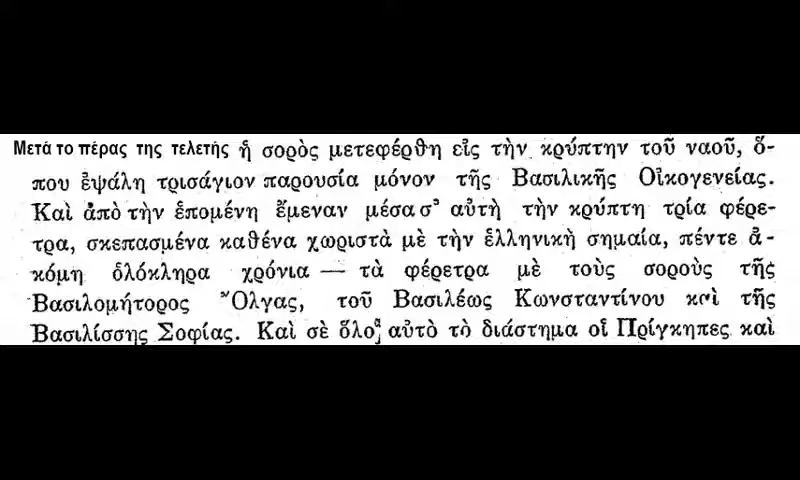 Μετά το πέρας της τελετής ἡ σορὸς μετεφέρθη εἰς τὴν κρύπτην τοῦ ναοῦ, ὅ-
που ἐψάλη τρισάγιον παρουσία μόνον τῆς Βασιλικῆς Οἰκογενείας.
Καὶ ἀπὸ τὴν ἑπομένη ἔμεναν μέσα σ' αὐτὴ τὴν κρύπτη τρία φέρε-
τρα, σκεπασμένα καθένα χωριστὰ μὲ τὴν ἑλληνικὴ σημαία, πέντε ἀ-
κόμη ὁλόκληρα χρόνια — τὰ φέρετρα μὲ τοὺς σοροὺς τῆς
Βασιλομήτορος Ὄλγας, τοῦ Βασιλέως Κωνσταντίνου καὶ τῆς
Βασιλίσσης Σοφίας. Καὶ σὲ ὅλο αὐτὸ τὸ διάστημα οἱ Πρίγκηπες καὶ